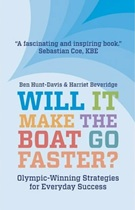 "A fascinating and inspiring book."
Sebastian Coe, KBE
Ben Hunt-Davis & Harriet Beveridge
WILL IT
MAKE THE
BOAT GO
FASTER?
Olympic-Winning Strategies
for Everyday Success